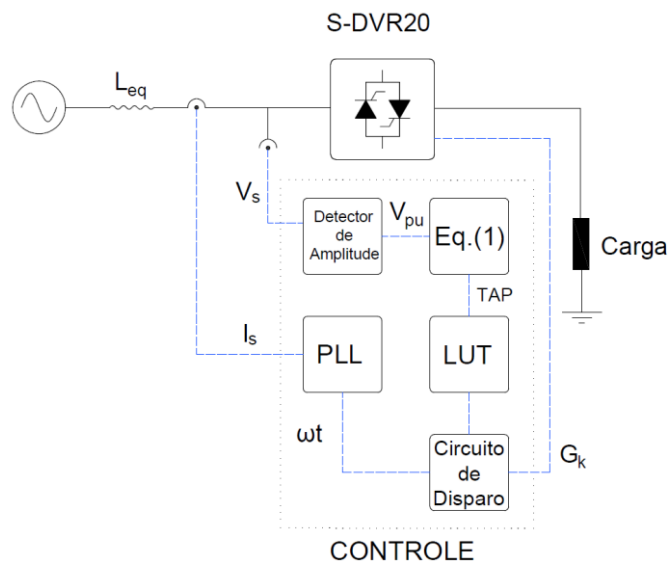 S-DVR20
Leq
Vs
Detector
de
Amplitude
Vpu
Eq.(1)
Carga
TAP
Is
PLL
LUT
ωt
Circuito
de
Disparo
Gk
CONTROLE